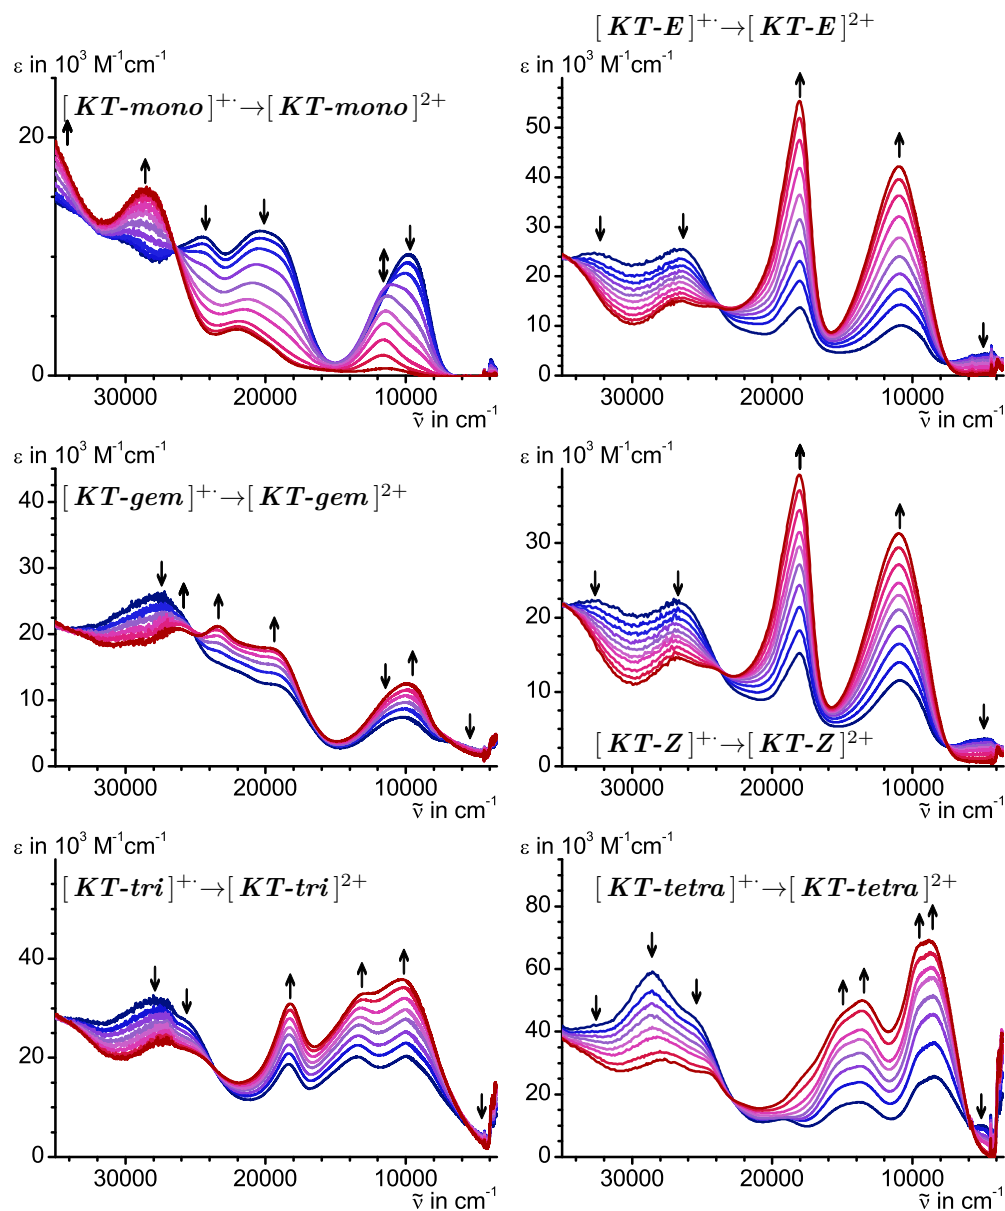 ε in 10³ M⁻¹cm⁻¹
[KT-mono]⁺·→[KT-mono]²⁺
20
10
0
30000 20000 10000
ν̃ in cm⁻¹
[KT-E]⁺·→[KT-E]²⁺
ε in 10³ M⁻¹cm⁻¹
50
40
30
20
10
0
30000 20000 10000
ν̃ in cm⁻¹
ε in 10³ M⁻¹cm⁻¹
[KT-gem]⁺·→[KT-gem]²⁺
40
30
20
10
0
30000 20000 10000
ν̃ in cm⁻¹
ε in 10³ M⁻¹cm⁻¹
40
30
20
10
0
[KT-Z]⁺·→[KT-Z]²⁺
30000 20000 10000
ν̃ in cm⁻¹
ε in 10³ M⁻¹cm⁻¹
[KT-tri]⁺·→[KT-tri]²⁺
40
20
0
30000 20000 10000
ν̃ in cm⁻¹
ε in 10³ M⁻¹cm⁻¹
[KT-tetra]⁺·→[KT-tetra]²⁺
80
60
40
20
0
30000 20000 10000
ν̃ in cm⁻¹